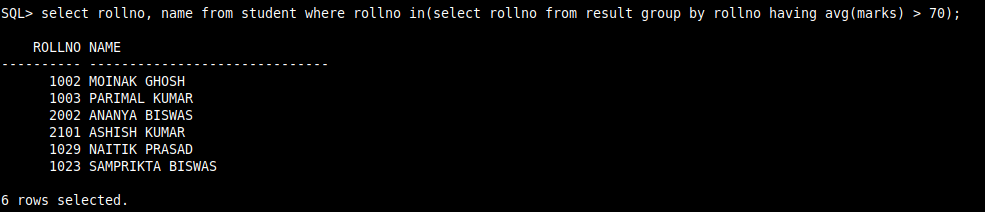 SQL> select rollno, name from student where rollno in(select rollno from result group by rollno having avg(marks) > 70);
ROLLNO NAME
---------- ------------------------------
1002 MOINAK GHOSH
1003 PARIMAL KUMAR
2002 ANANYA BISWAS
2101 ASHISH KUMAR
1029 NAITIK PRASAD
1023 SAMPRIKTA BISWAS
6 rows selected.